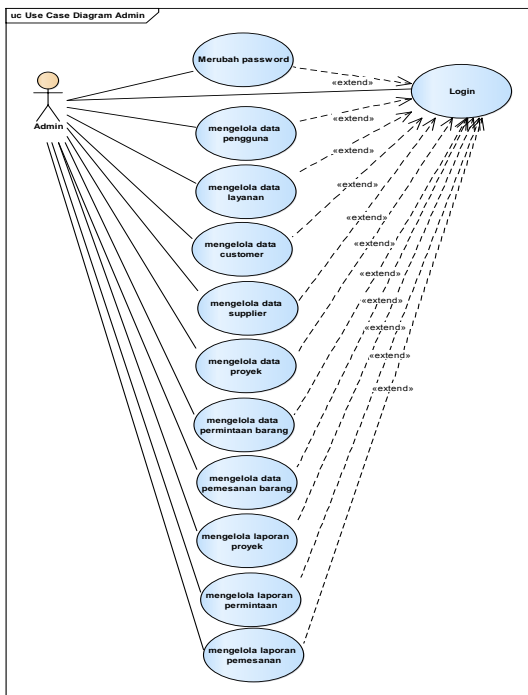 uc Use Case Diagram Admin
Merubah password
«extend»
Login
Admin
mengelola data
pengguna
«extend»
mengelola data
layanan
«extend»
mengelola data
customer
«extend»
mengelola data
supplier
«extend»
«extend»
mengelola data
proyek
«extend»
«extend»
mengelola data
permintaan barang
«extend»
«extend»
mengelola data
pemesanan barang
mengelola laporan
proyek
mengelola laporan
permintaan
mengelola laporan
pemesanan